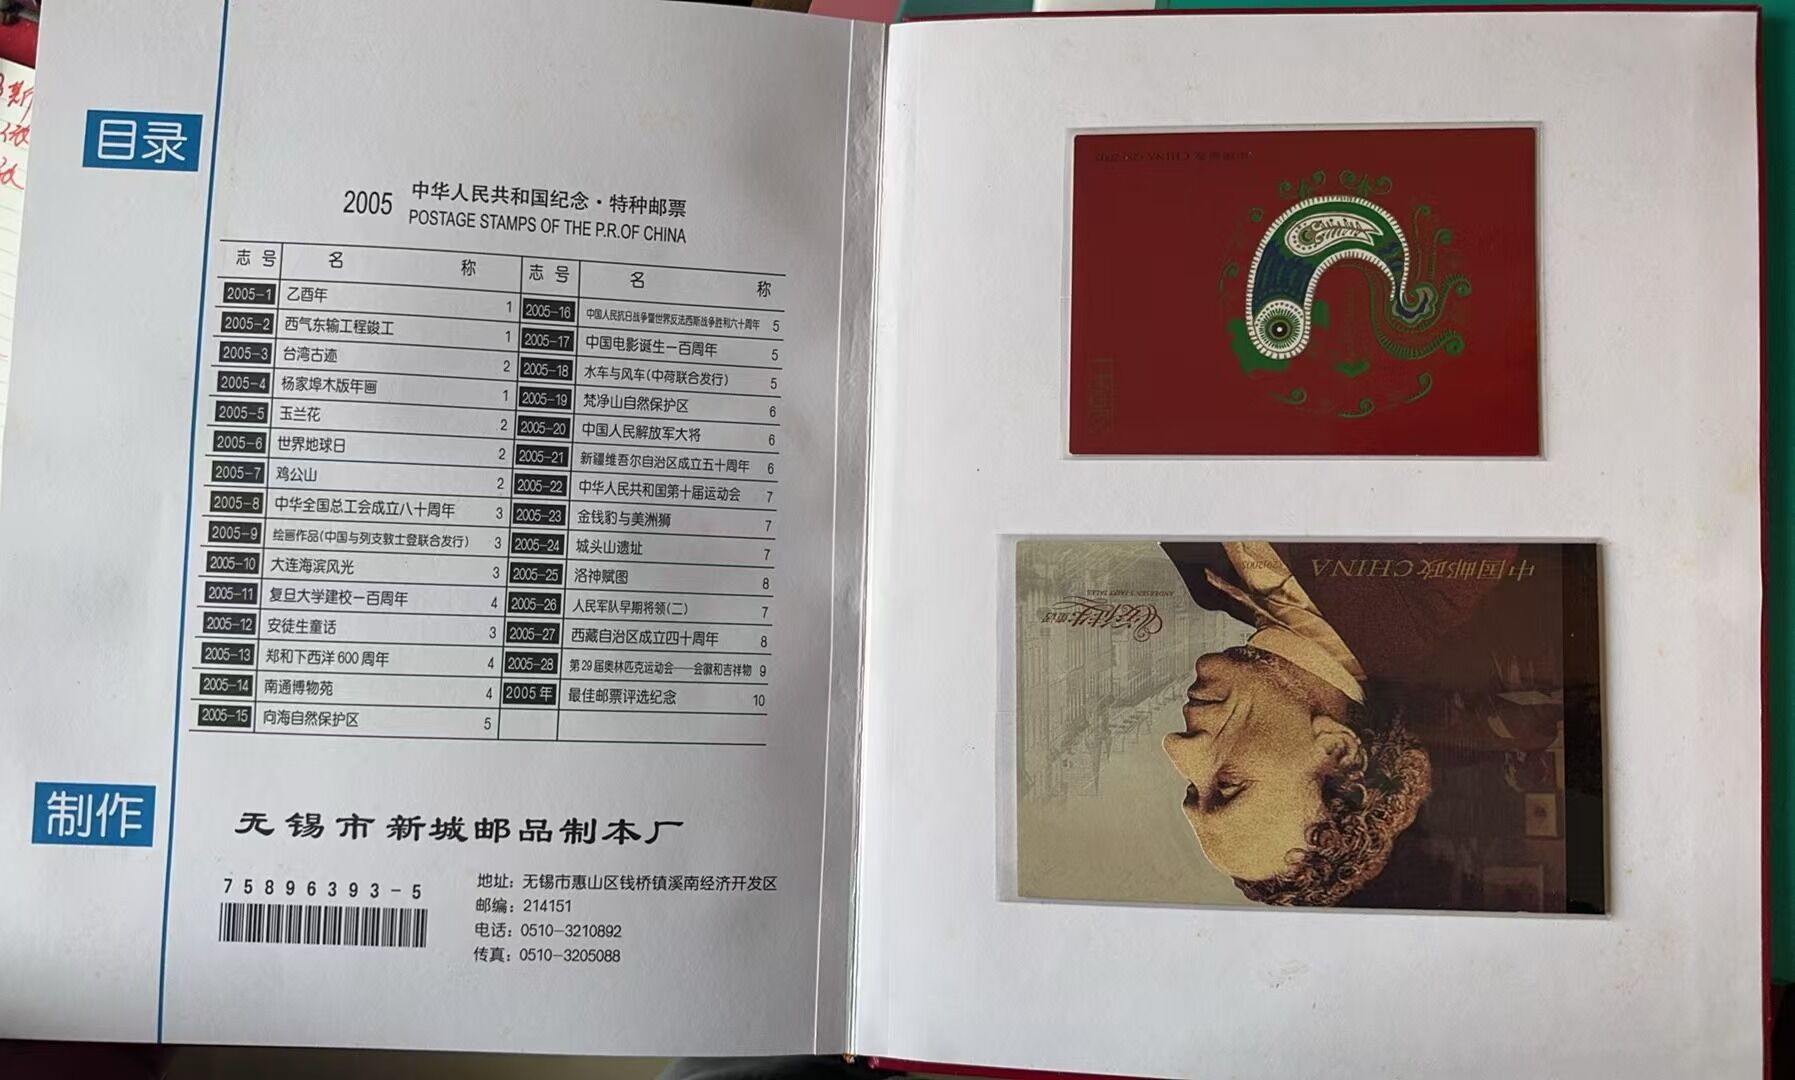 目录
2005 中华人民共和国纪念·特种邮票
POSTAGE STAMPS OF THE P.R.OF CHINA
志号 名称 志号 名称
2005-1 乙酉年 1
2005-2 西气东输工程竣工 1
2005-3 台湾古迹 2
2005-4 杨家埠木版年画 1
2005-5 玉兰花 2
2005-6 世界地球日 2
2005-7 鸡公山 2
2005-8 中华全国总工会成立八十周年 3
2005-9 绘画作品(中国与列支敦士登联合发行) 3
2005-10 大连海滨风光 3
2005-11 复旦大学建校一百周年 4
2005-12 安徒生童话 3
2005-13 郑和下西洋600周年 4
2005-14 南通博物苑 4
2005-15 向海自然保护区 5
2005-16 中国人民抗日战争暨世界反法西斯战争胜利六十周年 5
2005-17 中国电影诞生一百周年 5
2005-18 水车与风车(中荷联合发行) 5
2005-19 梵净山自然保护区 6
2005-20 中国人民解放军大将 6
2005-21 新疆维吾尔自治区成立五十周年 6
2005-22 中华人民共和国第十届运动会 7
2005-23 金钱豹与美洲狮 7
2005-24 城头山遗址 7
2005-25 洛神赋图 8
2005-26 人民军队早期将领(二) 7
2005-27 西藏自治区成立四十周年 8
2005-28 第29届奥林匹克运动会——会徽和吉祥物 9
2005年 最佳邮票评选纪念 10
制作
无锡市新城邮品制本厂
75896393-5
地址：无锡市惠山区钱桥镇溪南经济开发区
邮编：214151
电话：0510-3210892
传真：0510-3205088
中国邮政 CHINA
中国邮政 CHINA
安徒生童话
ANDERSEN'S FAIRY TALES